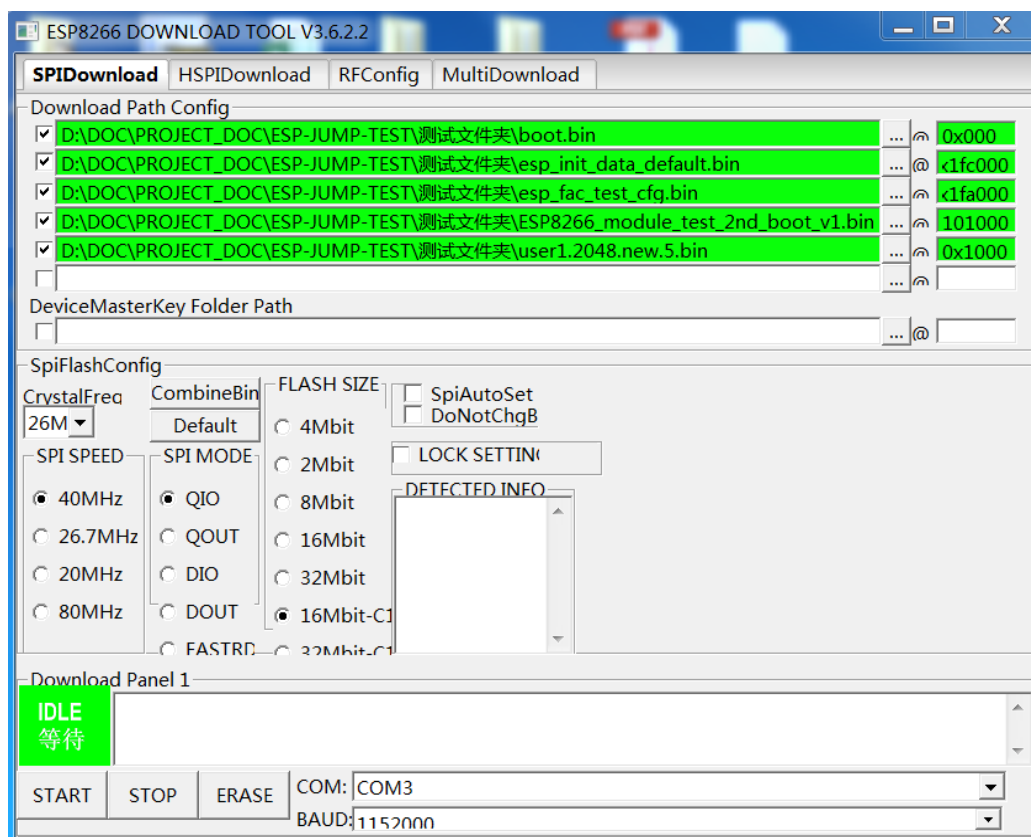 ESP8266 DOWNLOAD TOOL V3.6.2.2
SPIDownload HSPIDownload RFConfig MultiDownload
Download Path Config
D:\DOC\PROJECT_DOC\ESP-JUMP-TEST\测试文件夹\boot.bin ... @ 0x000
D:\DOC\PROJECT_DOC\ESP-JUMP-TEST\测试文件夹\esp_init_data_default.bin ... @ x1fc000
D:\DOC\PROJECT_DOC\ESP-JUMP-TEST\测试文件夹\esp_fac_test_cfg.bin ... @ x1fa000
D:\DOC\PROJECT_DOC\ESP-JUMP-TEST\测试文件夹\ESP8266_module_test_2nd_boot_v1.bin ... @ 101000
D:\DOC\PROJECT_DOC\ESP-JUMP-TEST\测试文件夹\user1.2048.new.5.bin ... @ 0x1000
... @
DeviceMasterKey Folder Path
... @
SpiFlashConfig
CrystalFreq
26M
CombineBin
Default
SPI SPEED
40MHz
26.7MHz
20MHz
80MHz
SPI MODE
QIO
QOUT
DIO
DOUT
FASTRD
FLASH SIZE
4Mbit
2Mbit
8Mbit
16Mbit
32Mbit
16Mbit-C1
32Mbit-C1
SpiAutoSet
DoNotChgB
LOCK SETTIN
DETECTED INFO
Download Panel 1
IDLE
等待
START STOP ERASE
COM: COM3
BAUD: 1152000